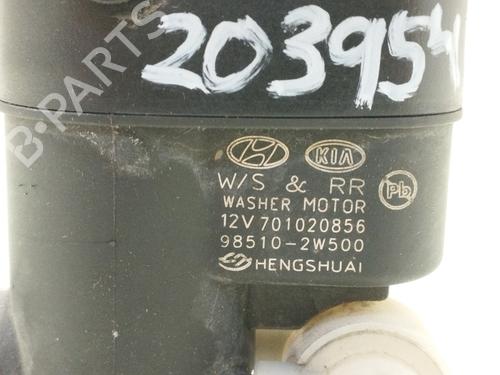 203954
B-PARTS
KIA
W/S & RR
Pb
WASHER MOTOR
12V 701020856
98510-2W500
HENGSHUAI